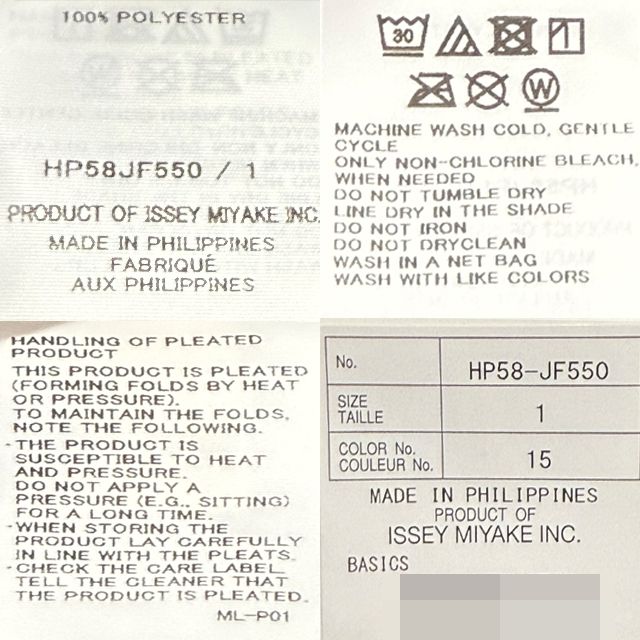 100% POLYESTER
HP58JF550 / 1
PRODUCT OF ISSEY MIYAKE INC.
MADE IN PHILIPPINES
FABRIQUÉ
AUX PHILIPPINES
30
W
MACHINE WASH COLD, GENTLE
CYCLE
ONLY NON-CHLORINE BLEACH,
WHEN NEEDED
DO NOT TUMBLE DRY
LINE DRY IN THE SHADE
DO NOT IRON
DO NOT DRYCLEAN
WASH IN A NET BAG
WASH WITH LIKE COLORS
HANDLING OF PLEATED
PRODUCT
THIS PRODUCT IS PLEATED
(FORMING FOLDS BY HEAT
OR PRESSURE).
TO MAINTAIN THE FOLDS,
NOTE THE FOLLOWING.
-THE PRODUCT IS
SUSCEPTIBLE TO HEAT
AND PRESSURE.
DO NOT APPLY A
PRESSURE (E.G., SITTING)
FOR A LONG TIME.
-WHEN STORING THE
PRODUCT LAY CAREFULLY
IN LINE WITH THE PLEATS.
-CHECK THE CARE LABEL.
TELL THE CLEANER THAT
THE PRODUCT IS PLEATED.
ML-P01
No. HP58-JF550
SIZE
TAILLE 1
COLOR No.
COULEUR No. 15
MADE IN PHILIPPINES
PRODUCT OF
ISSEY MIYAKE INC.
BASICS